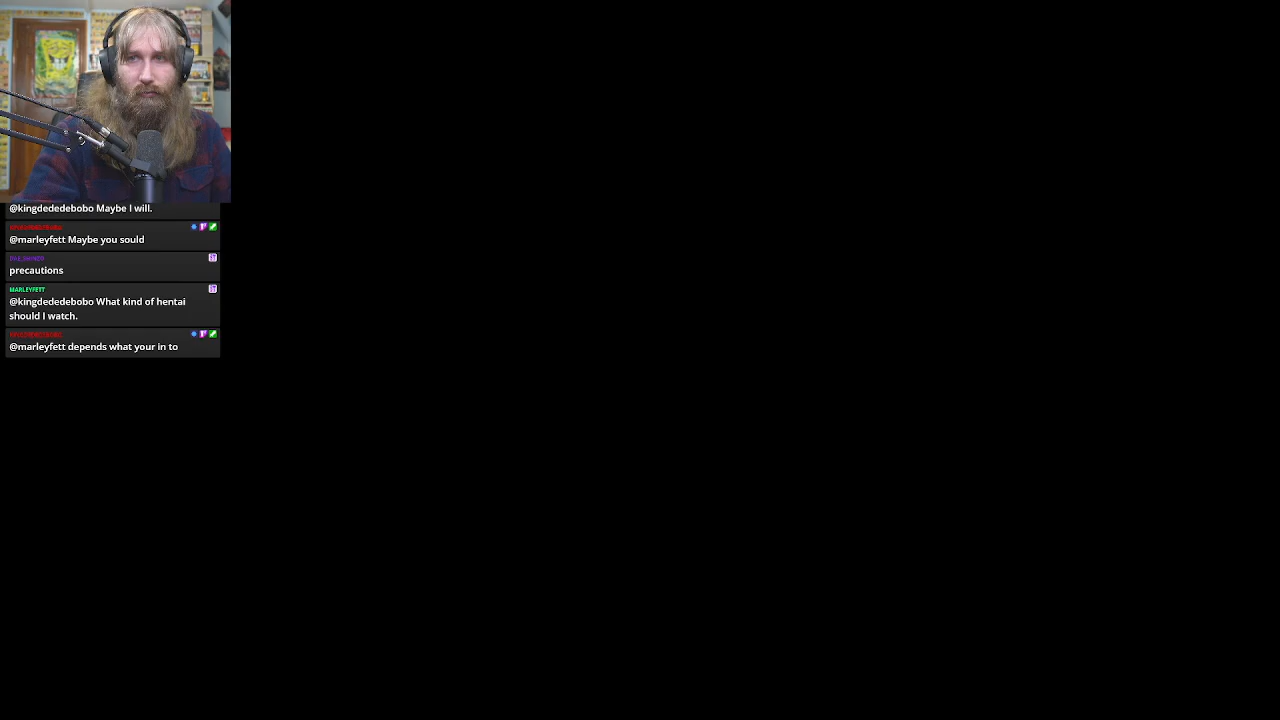 @kingdededebobo Maybe I will.
@marleyfett Maybe you sould
precautions
MARLEYFETT
@kingdededebobo What kind of hentai
should I watch.
@marleyfett depends what your in to